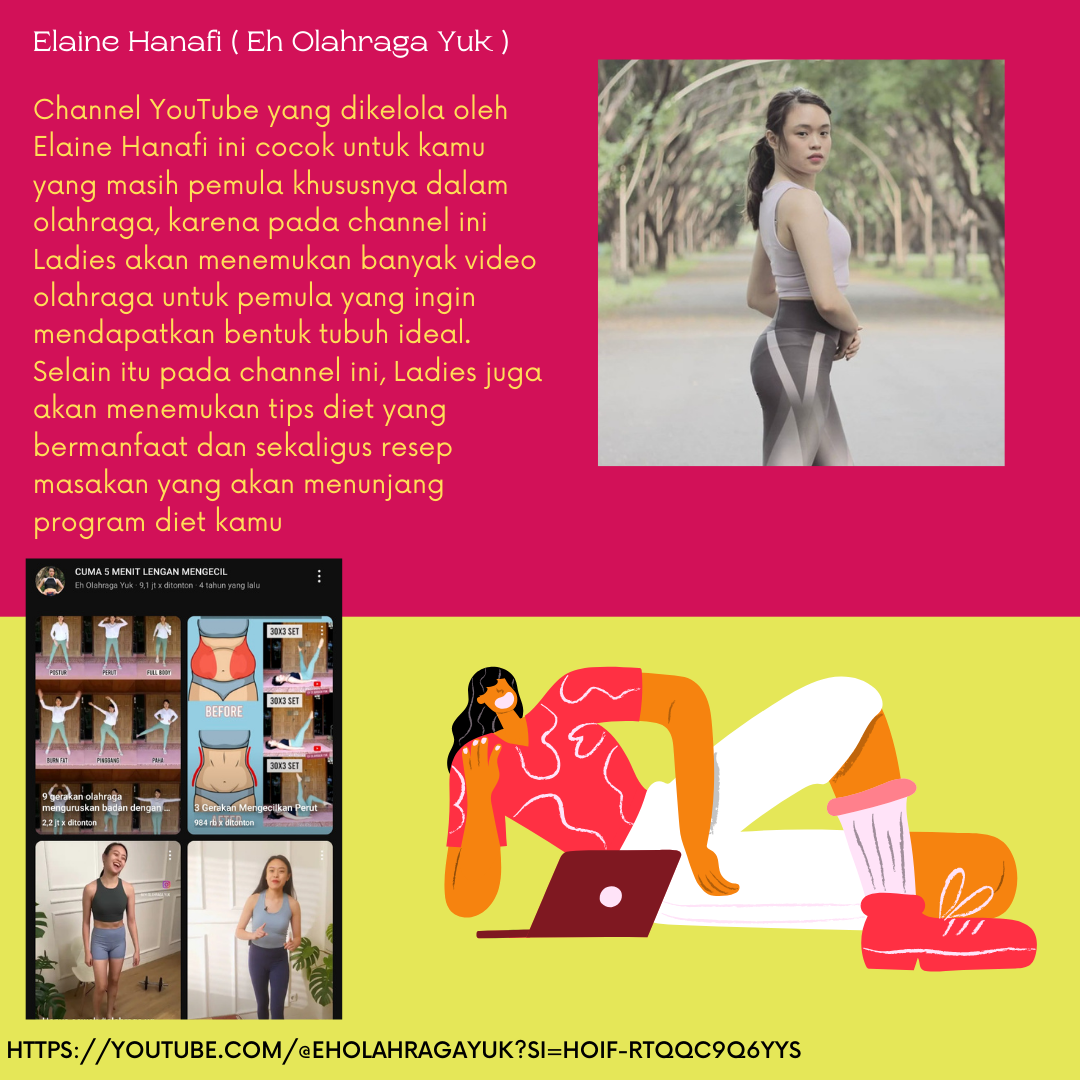 Elaine Hanafi ( Eh Olahraga Yuk )
Channel YouTube yang dikelola oleh
Elaine Hanafi ini cocok untuk kamu
yang masih pemula khususnya dalam
olahraga, karena pada channel ini
Ladies akan menemukan banyak video
olahraga untuk pemula yang ingin
mendapatkan bentuk tubuh ideal.
Selain itu pada channel ini, Ladies juga
akan menemukan tips diet yang
bermanfaat dan sekaligus resep
masakan yang akan menunjang
program diet kamu
CUMA 5 MENIT LENGAN MENGECIL
Eh Olahraga Yuk · 9,1 jt x ditonton · 4 tahun yang lalu
POSTUR PERUT FULL BODY
BURN FAT PINGGANG PAHA
9 gerakan olahraga
menguruskan badan dengan ...
2,2 jt x ditonton
30X3 SET
BEFORE
30X3 SET
30X3 SET
3 Gerakan Mengecilkan Perut
984 rb x ditonton
AFTER
HTTPS://YOUTUBE.COM/@EHOLAHRAGAYUK?SI=HOIF-RTQQC9Q6YYS